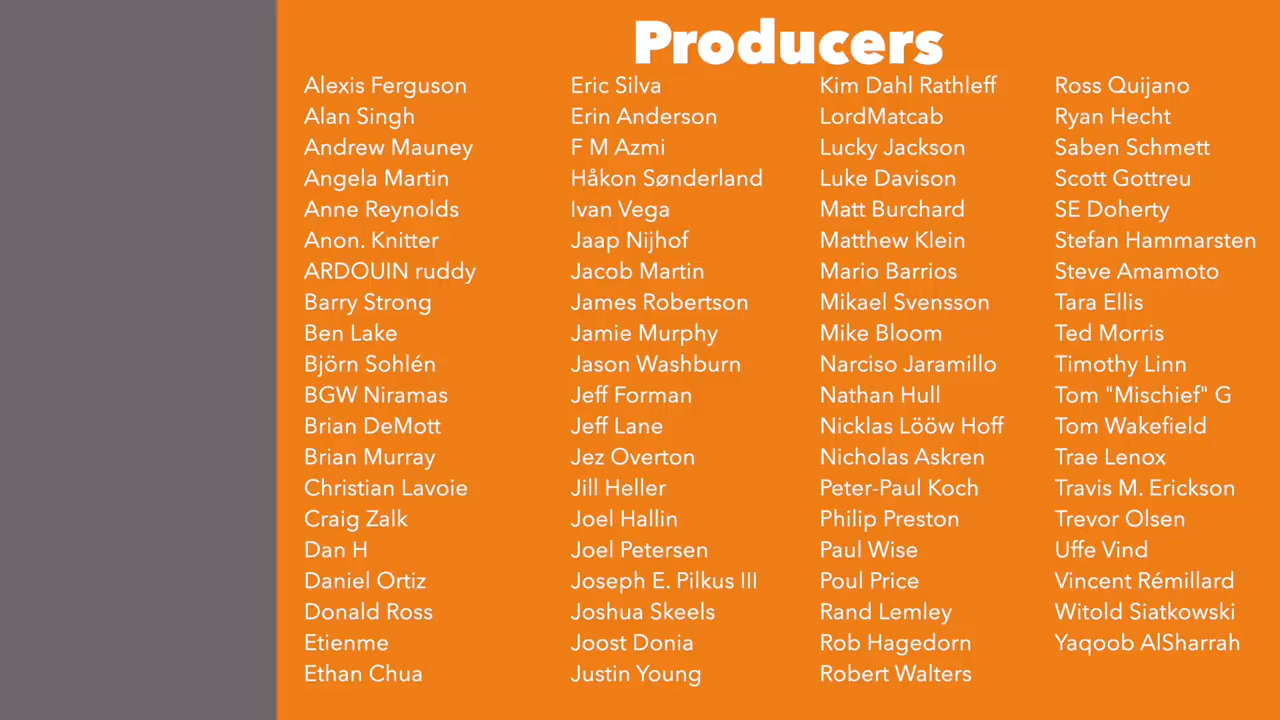 Producers
Alexis Ferguson
Alan Singh
Andrew Mauney
Angela Martin
Anne Reynolds
Anon. Knitter
ARDOUIN ruddy
Barry Strong
Ben Lake
Björn Sohlén
BGW Niramas
Brian DeMott
Brian Murray
Christian Lavoie
Craig Zalk
Dan H
Daniel Ortiz
Donald Ross
Etienme
Ethan Chua
Eric Silva
Erin Anderson
F M Azmi
Håkon Sønderland
Ivan Vega
Jaap Nijhof
Jacob Martin
James Robertson
Jamie Murphy
Jason Washburn
Jeff Forman
Jeff Lane
Jez Overton
Jill Heller
Joel Hallin
Joel Petersen
Joseph E. Pilkus III
Joshua Skeels
Joost Donia
Justin Young
Kim Dahl Rathleff
LordMatcab
Lucky Jackson
Luke Davison
Matt Burchard
Matthew Klein
Mario Barrios
Mikael Svensson
Mike Bloom
Narciso Jaramillo
Nathan Hull
Nicklas Lööw Hoff
Nicholas Askren
Peter-Paul Koch
Philip Preston
Paul Wise
Poul Price
Rand Lemley
Rob Hagedorn
Robert Walters
Ross Quijano
Ryan Hecht
Saben Schmett
Scott Gottreu
SE Doherty
Stefan Hammarsten
Steve Amamoto
Tara Ellis
Ted Morris
Timothy Linn
Tom "Mischief" G
Tom Wakefield
Trae Lenox
Travis M. Erickson
Trevor Olsen
Uffe Vind
Vincent Rémillard
Witold Siatkowski
Yaqoob AlSharrah